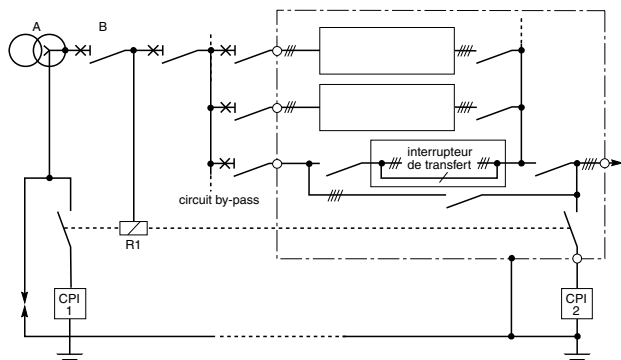 A
B
interrupteur
de transfert
circuit by-pass
R1
CPI
1
CPI
2